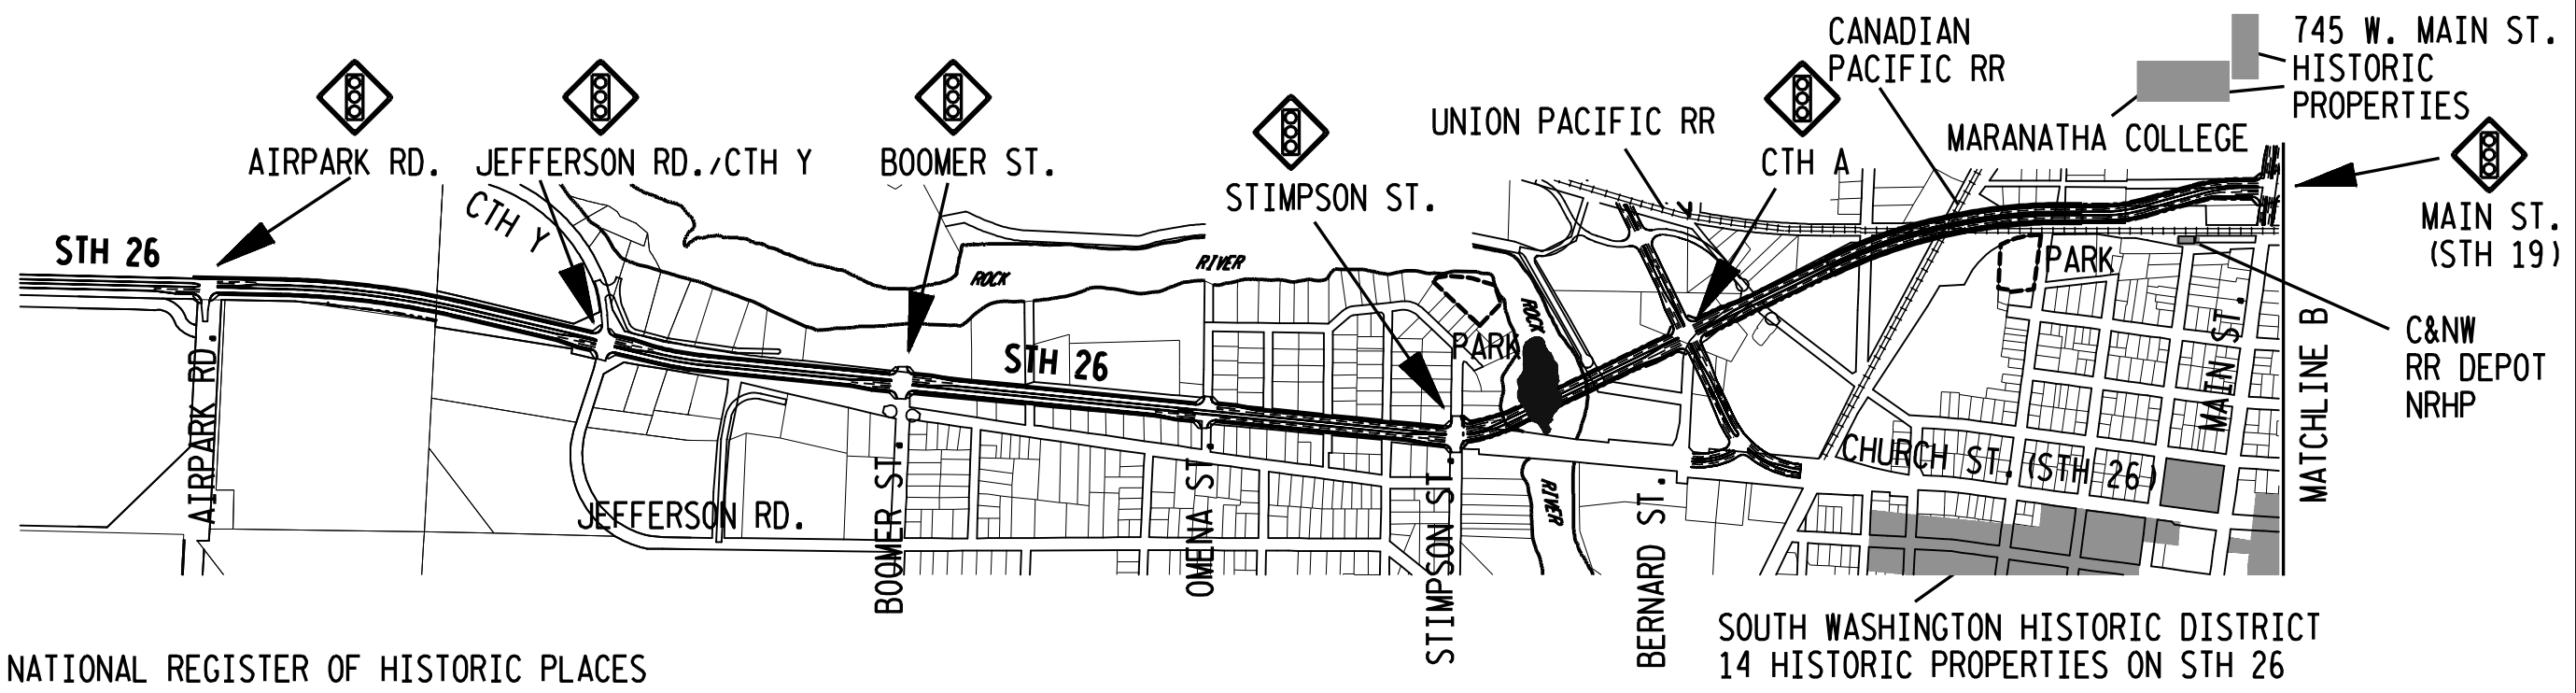 745 W. MAIN ST.
HISTORIC
PROPERTIES
CANADIAN
PACIFIC RR
UNION PACIFIC RR
MARANATHA COLLEGE
AIRPARK RD.
JEFFERSON RD./CTH Y
BOOMER ST.
STIMPSON ST.
CTH A
MAIN ST.
(STH 19)
CTH Y
STH 26
ROCK
RIVER
PARK
ROCK
PARK
STH 26
C&NW
RR DEPOT
NRHP
AIRPARK RD.
JEFFERSON RD.
BOOMER ST.
OMENA ST.
STIMPSON ST.
RIVER
BERNARD ST.
CHURCH ST. (STH 26)
MAIN ST.
MATCHLINE B
SOUTH WASHINGTON HISTORIC DISTRICT
14 HISTORIC PROPERTIES ON STH 26
NATIONAL REGISTER OF HISTORIC PLACES